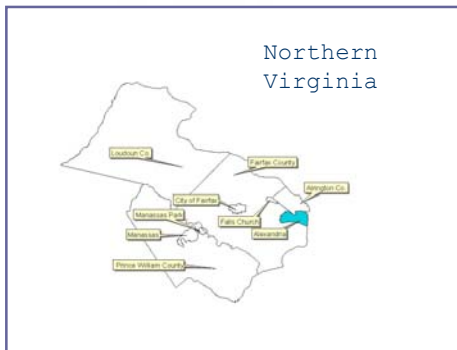 Northern
Virginia
Loudoun Co.
Fairfax County
Arlington Co.
City of Fairfax
Manassas Park
Falls Church
Manassas
Alexandria
Prince William County